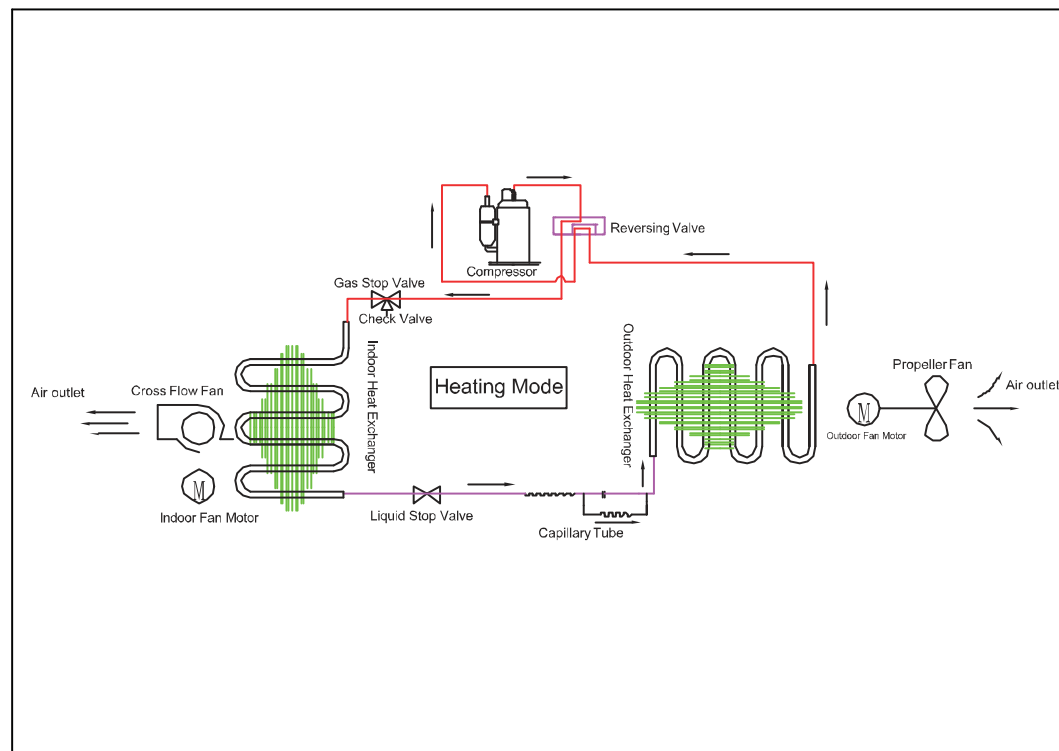 Reversing Valve
Compressor
Gas Stop Valve
Check Valve
Indoor Heat Exchanger
Outdoor Heat Exchanger
Heating Mode
Propeller Fan
Air outlet
Cross Flow Fan
Air outlet
M
Outdoor Fan Motor
M
Indoor Fan Motor
Liquid Stop Valve
Capillary Tube